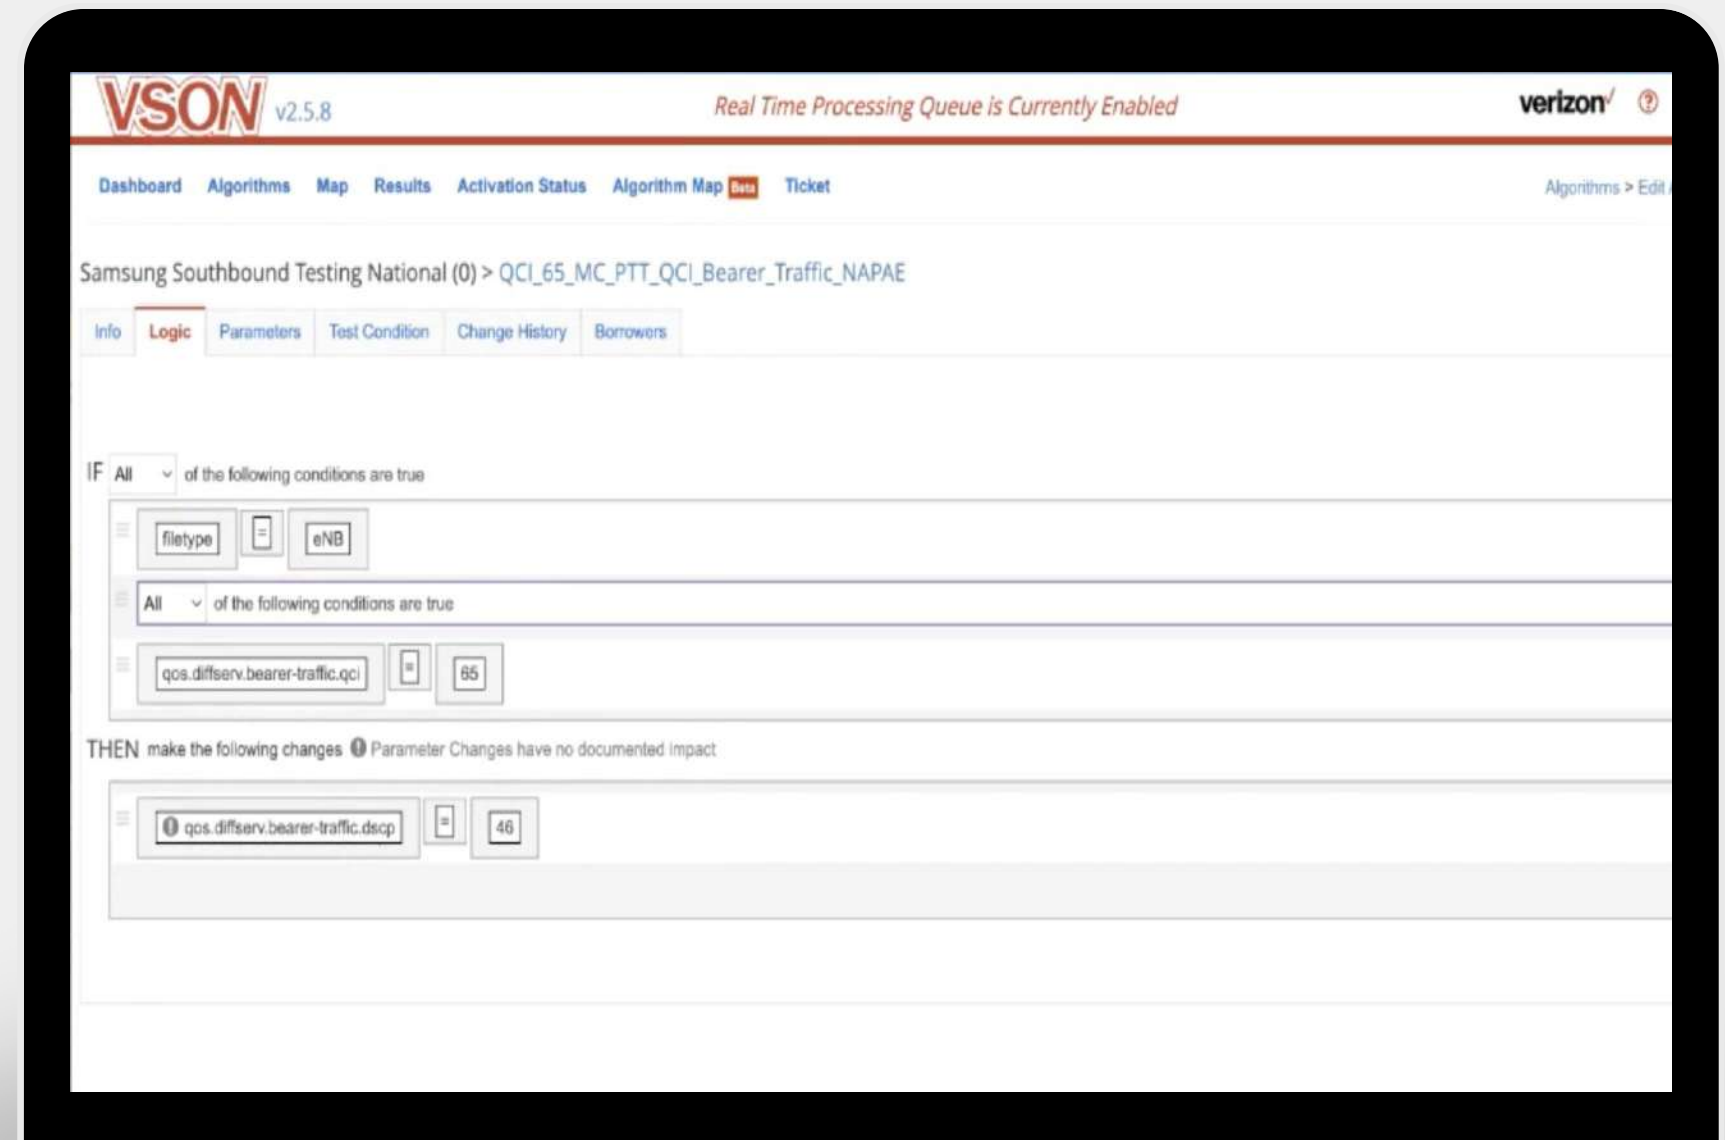 VSON v2.5.8 Real Time Processing Queue is Currently Enabled verizon ?
Dashboard Algorithms Map Results Activation Status Algorithm Map Beta Ticket Algorithms > Edit
Samsung Southbound Testing National (0) > QCI_65_MC_PTT_QCI_Bearer_Traffic_NAPAE
Info Logic Parameters Test Condition Change History Borrowers
IF All of the following conditions are true
filetype = eNB
All of the following conditions are true
qos.diffserv.bearer-traffic.qci = 65
THEN make the following changes ! Parameter Changes have no documented impact
! qos.diffserv.bearer-traffic.dscp = 46